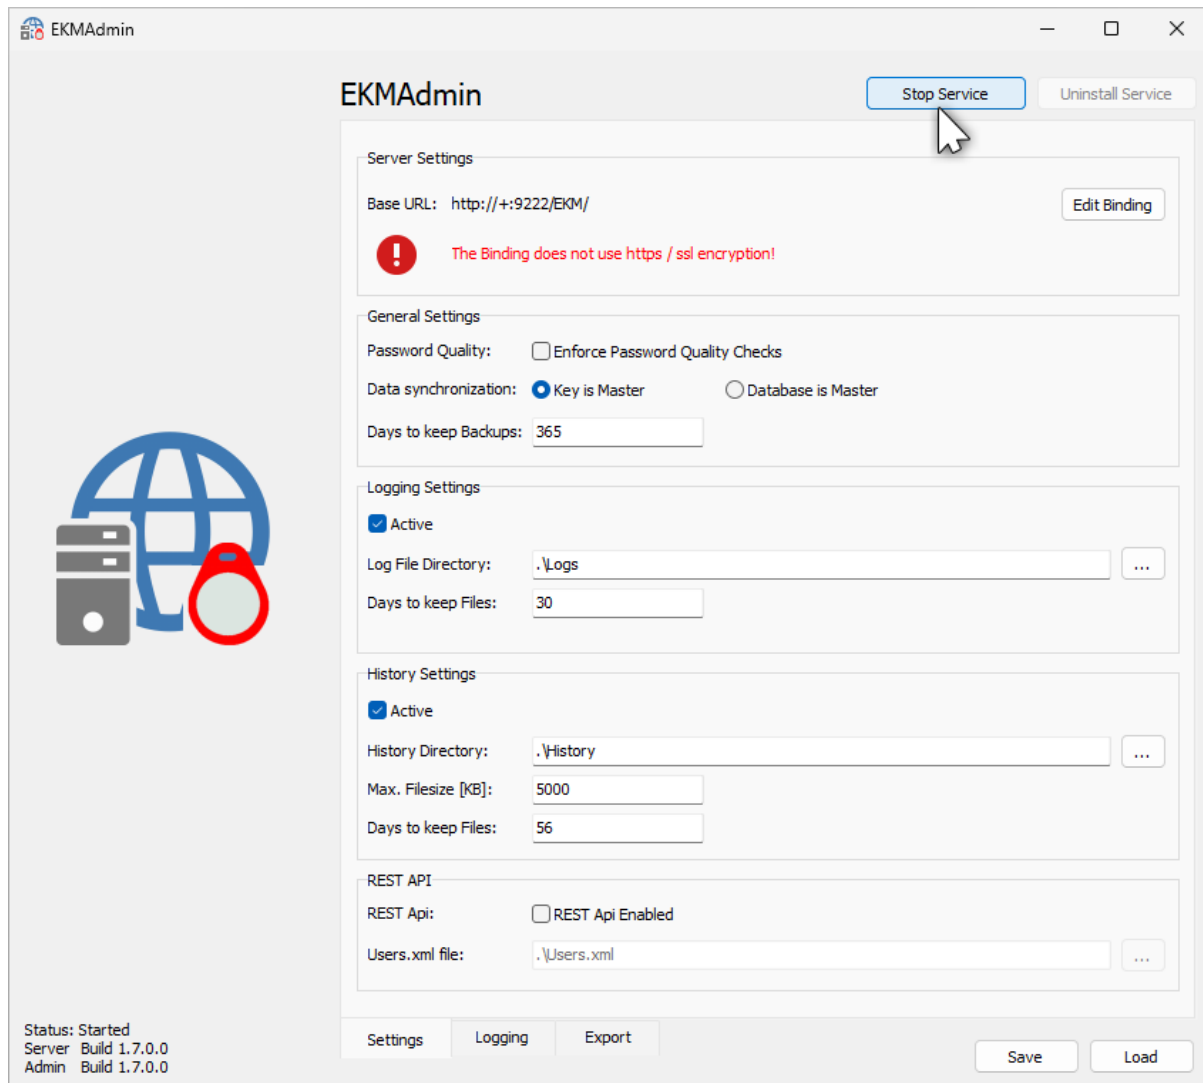 EKMAdmin
EKMAdmin
Stop Service
Uninstall Service
Server Settings
Base URL: http://+:9222/EKM/
Edit Binding
The Binding does not use https / ssl encryption!
General Settings
Password Quality: Enforce Password Quality Checks
Data synchronization: Key is Master Database is Master
Days to keep Backups: 365
Logging Settings
Active
Log File Directory: .\Logs ...
Days to keep Files: 30
History Settings
Active
History Directory: .\History ...
Max. Filesize [KB]: 5000
Days to keep Files: 56
REST API
REST Api: REST Api Enabled
Users.xml file: .\Users.xml ...
Status: Started
Server Build 1.7.0.0
Admin Build 1.7.0.0
Settings Logging Export
Save Load